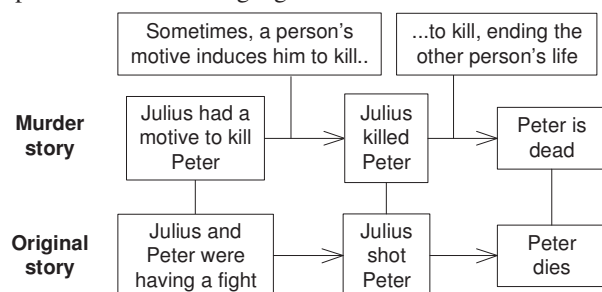 Sometimes, a person's
motive induces him to kill..
...to kill, ending the
other person's life
Murder
story
Julius had a
motive to kill
Peter
Julius
killed
Peter
Peter is
dead
Original
story
Julius and
Peter were
having a fight
Julius
shot
Peter
Peter
dies